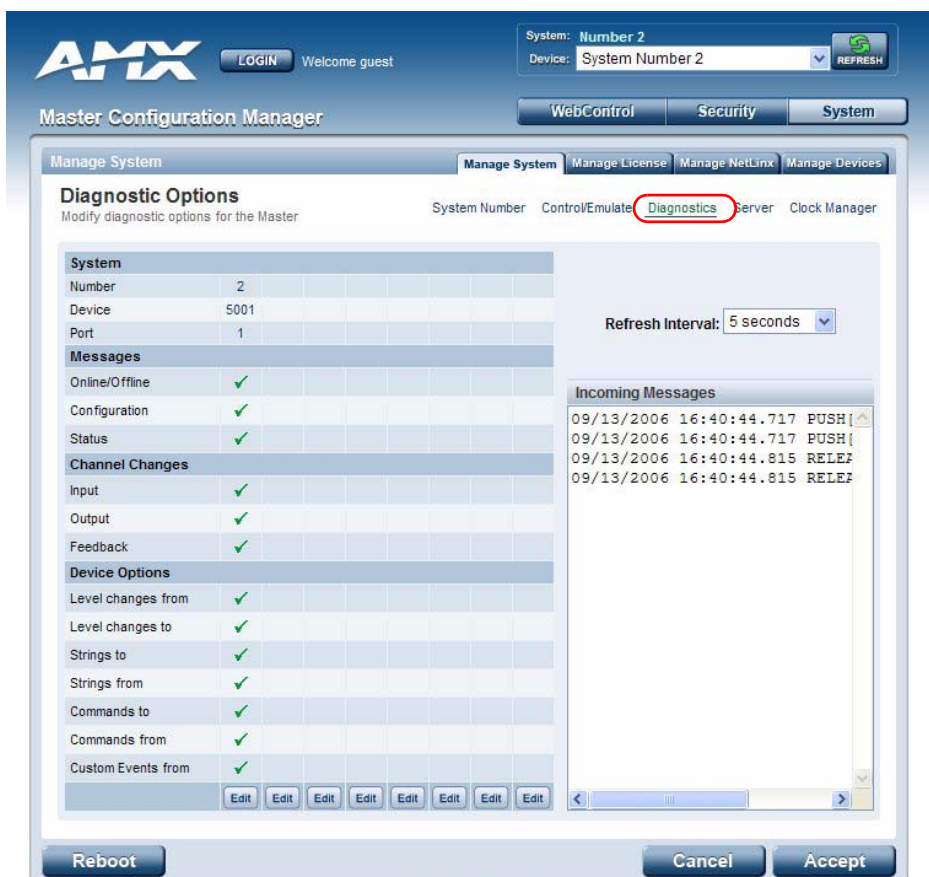 AMX LOGIN Welcome guest
System: Number 2
Device: System Number 2
REFRESH
Master Configuration Manager
WebControl Security System
Manage System
Manage System Manage License Manage NetLinx Manage Devices
Diagnostic Options
Modify diagnostic options for the Master
System Number Control/Emulate Diagnostics Server Clock Manager
System
Number 2
Device 5001
Port 1
Refresh Interval: 5 seconds
Messages
Online/Offline
Configuration
Status
Channel Changes
Input
Output
Feedback
Device Options
Level changes from
Level changes to
Strings to
Strings from
Commands to
Commands from
Custom Events from
Edit Edit Edit Edit Edit Edit Edit Edit
Incoming Messages
09/13/2006 16:40:44.717 PUSH[
09/13/2006 16:40:44.717 PUSH[
09/13/2006 16:40:44.815 RELEA
09/13/2006 16:40:44.815 RELEA
Reboot Cancel Accept